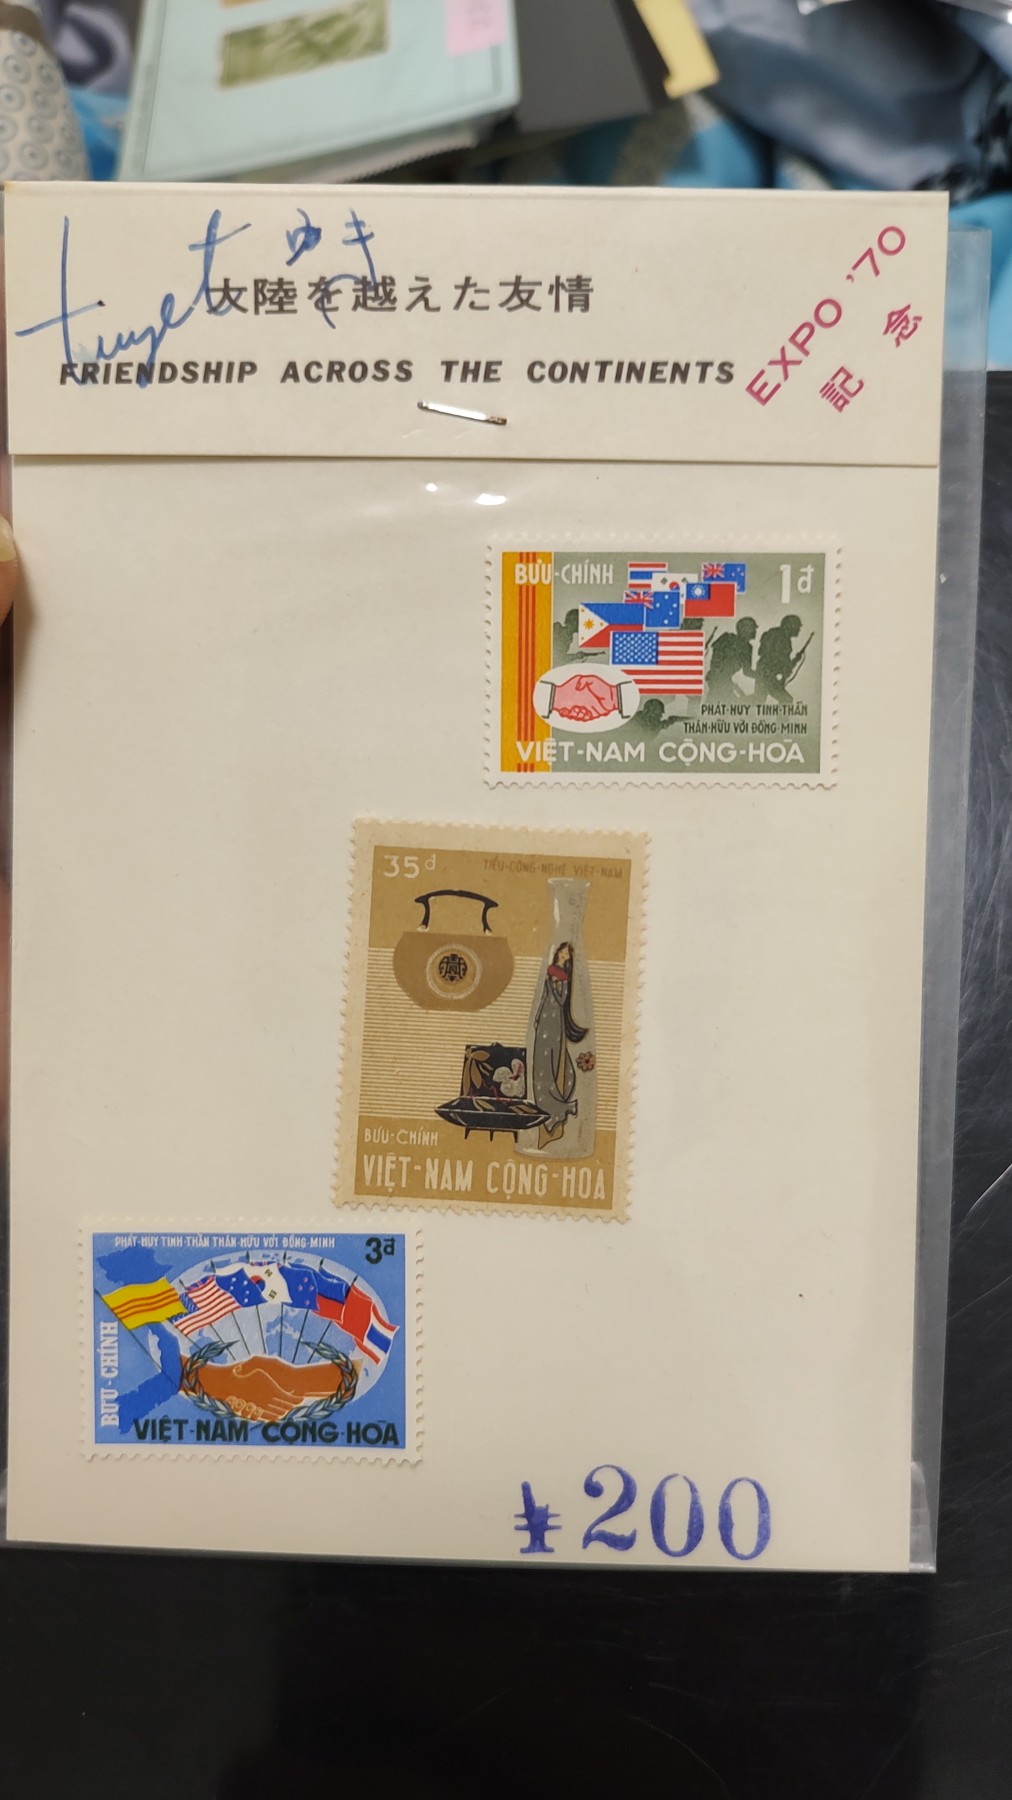 tuyet ゆき
大陸を越えた友情
FRIENDSHIP ACROSS THE CONTINENTS
EXPO '70
記念
BƯU-CHÍNH
1đ
PHÁT-HUY TINH-THẦN
THÂN-HỮU VỚI ĐỒNG-MINH
VIỆT-NAM CỘNG-HÒA
35đ
TIỂU-CÔNG-NGHỆ VIỆT-NAM
BƯU-CHÍNH
VIỆT-NAM CỘNG-HOÀ
PHÁT-HUY TINH-THẦN THÂN-HỮU VỚI ĐỒNG-MINH
3đ
BƯU-CHÍNH
VIỆT-NAM CỘNG-HÒA
¥200